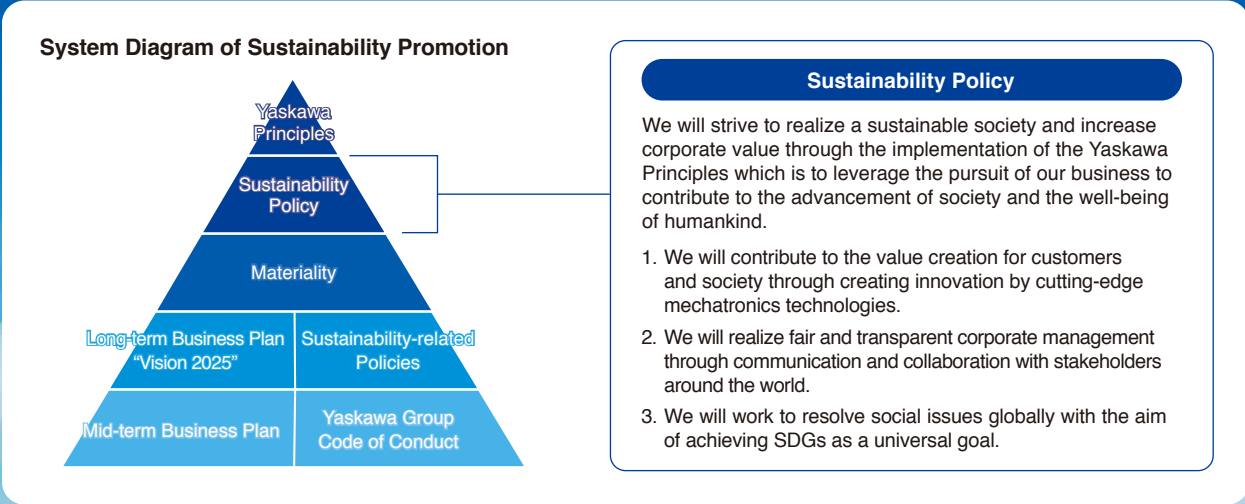 System Diagram of Sustainability Promotion
Yaskawa
Principles
Sustainability
Policy
Materiality
Long-term Business Plan
“Vision 2025”
Sustainability-related
Policies
Mid-term Business Plan
Yaskawa Group
Code of Conduct
Sustainability Policy
We will strive to realize a sustainable society and increase
corporate value through the implementation of the Yaskawa
Principles which is to leverage the pursuit of our business to
contribute to the advancement of society and the well-being
of humankind.
1. We will contribute to the value creation for customers
and society through creating innovation by cutting-edge
mechatronics technologies.
2. We will realize fair and transparent corporate management
through communication and collaboration with stakeholders
around the world.
3. We will work to resolve social issues globally with the aim
of achieving SDGs as a universal goal.